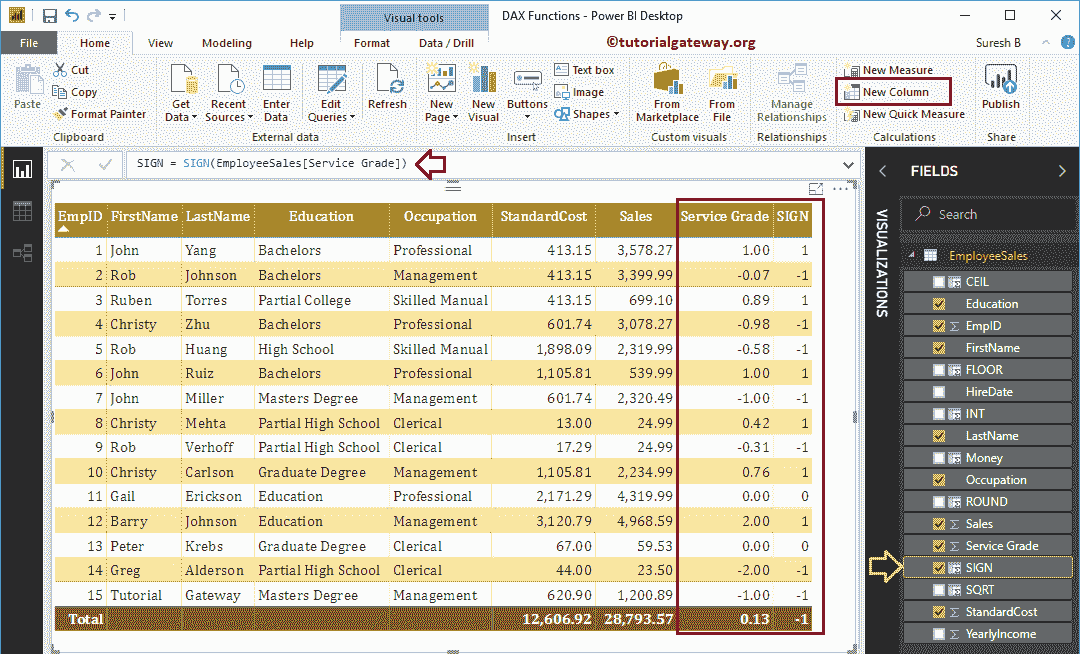 Visual tools
DAX Functions - Power BI Desktop
File Home View Modeling Help Format Data / Drill ©tutorialgateway.org Suresh B ?
Paste
Cut
Copy
Format Painter
Clipboard
Get Data
Recent Sources
Enter Data
Edit Queries
External data
Refresh
New Page
New Visual
Buttons
Text box
Image
Shapes
Insert
From Marketplace
From File
Custom visuals
Manage Relationships
Relationships
New Measure
New Column
New Quick Measure
Calculations
Publish
Share
SIGN = SIGN(EmployeeSales[Service Grade])
EmpID FirstName LastName Education Occupation StandardCost Sales Service Grade SIGN
1 John Yang Bachelors Professional 413.15 3,578.27 1.00 1
2 Rob Johnson Bachelors Management 413.15 3,399.99 -0.07 -1
3 Ruben Torres Partial College Skilled Manual 413.15 699.10 0.89 1
4 Christy Zhu Bachelors Professional 601.74 3,078.27 -0.98 -1
5 Rob Huang High School Skilled Manual 1,898.09 2,319.99 -0.58 -1
6 John Ruiz Bachelors Professional 1,105.81 539.99 1.00 1
7 John Miller Masters Degree Management 601.74 2,320.49 -1.00 -1
8 Christy Mehta Partial High School Clerical 13.00 24.99 0.42 1
9 Rob Verhoff Partial High School Clerical 17.29 24.99 -0.31 -1
10 Christy Carlson Graduate Degree Management 1,105.81 2,234.99 0.76 1
11 Gail Erickson Education Professional 2,171.29 4,319.99 0.00 0
12 Barry Johnson Education Management 3,120.79 4,968.59 2.00 1
13 Peter Krebs Graduate Degree Clerical 67.00 59.53 0.00 0
14 Greg Alderson Partial High School Clerical 44.00 23.50 -2.00 -1
15 Tutorial Gateway Masters Degree Management 620.90 1,200.89 -1.00 -1
Total 12,606.92 28,793.57 0.13 -1
VISUALIZATIONS
FIELDS
Search
EmployeeSales
CEIL
Education
EmpID
FirstName
FLOOR
HireDate
INT
LastName
Money
Occupation
ROUND
Sales
Service Grade
SIGN
SQRT
StandardCost
YearlyIncome